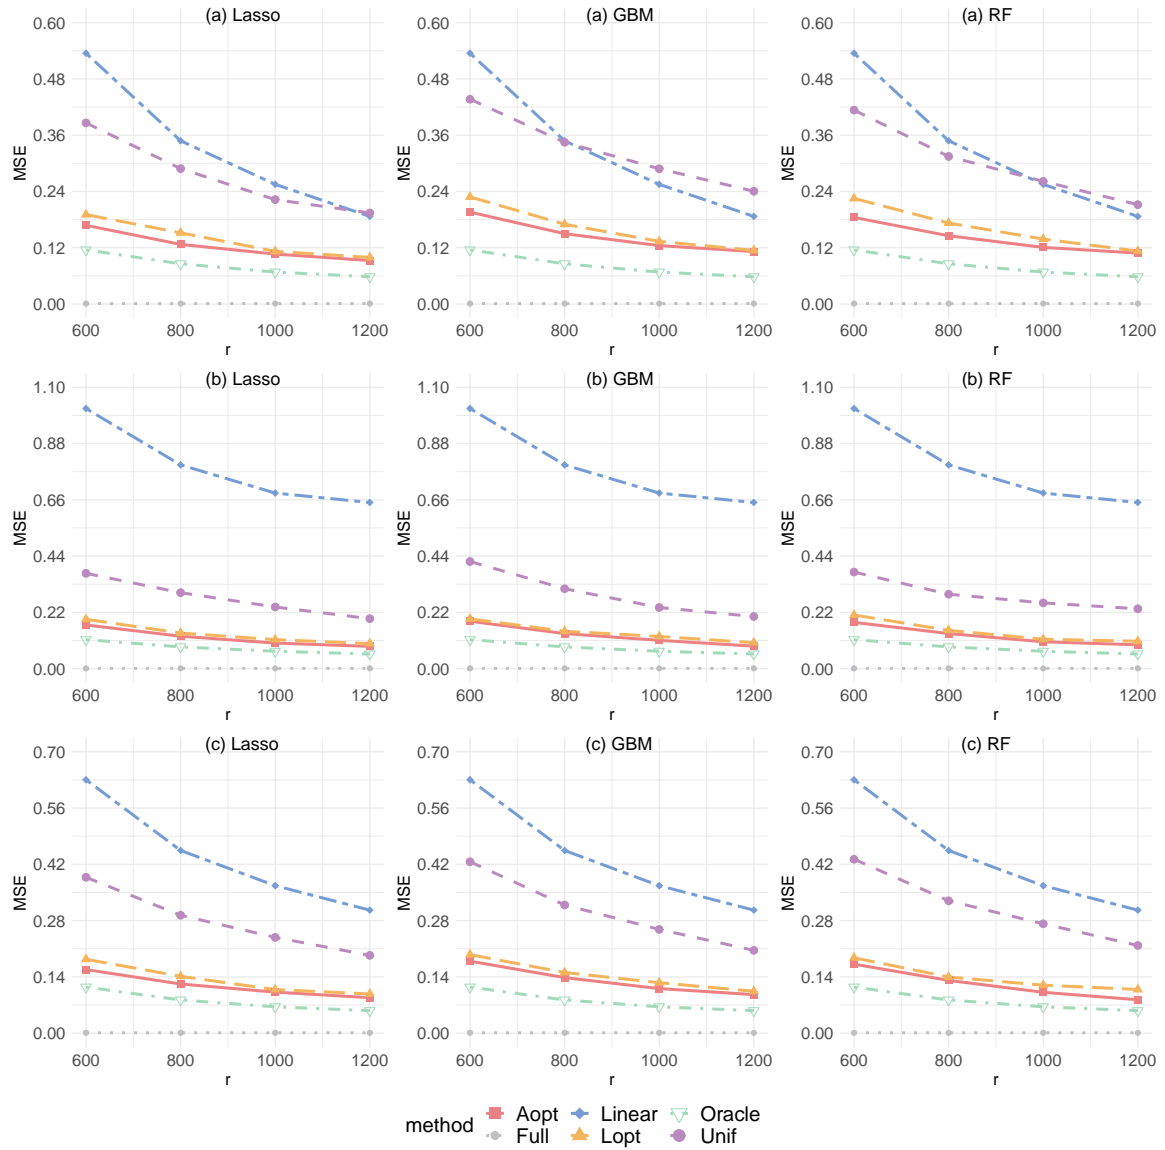 (a) Lasso
0.60
0.48
0.36
0.24
0.12
0.00
MSE
600 800 1000 1200
r
(a) GBM
0.60
0.48
0.36
0.24
0.12
0.00
MSE
600 800 1000 1200
r
(a) RF
0.60
0.48
0.36
0.24
0.12
0.00
MSE
600 800 1000 1200
r
(b) Lasso
1.10
0.88
0.66
0.44
0.22
0.00
MSE
600 800 1000 1200
r
(b) GBM
1.10
0.88
0.66
0.44
0.22
0.00
MSE
600 800 1000 1200
r
(b) RF
1.10
0.88
0.66
0.44
0.22
0.00
MSE
600 800 1000 1200
r
(c) Lasso
0.70
0.56
0.42
0.28
0.14
0.00
MSE
600 800 1000 1200
r
(c) GBM
0.70
0.56
0.42
0.28
0.14
0.00
MSE
600 800 1000 1200
r
(c) RF
0.70
0.56
0.42
0.28
0.14
0.00
MSE
600 800 1000 1200
r
method
Aopt Linear Oracle
Full Lopt Unif